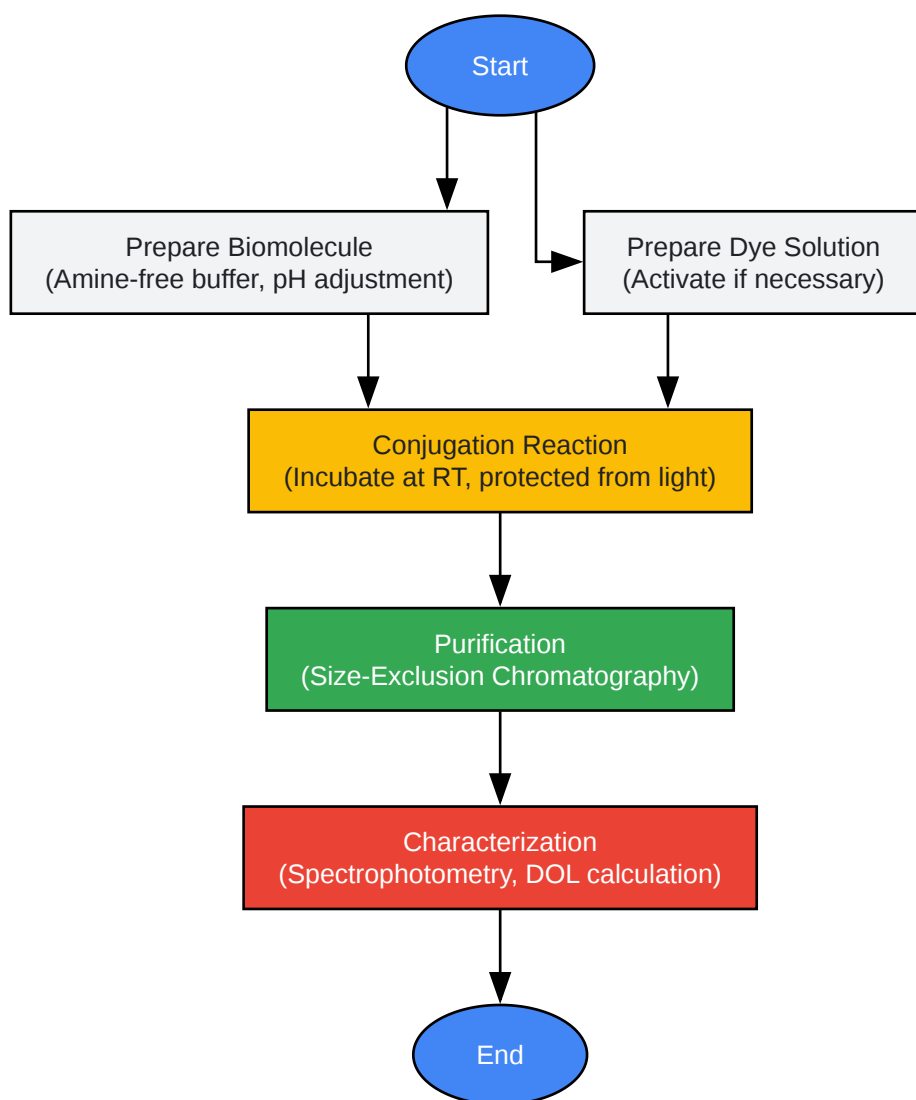 Start
Prepare Biomolecule
(Amine-free buffer, pH adjustment)
Prepare Dye Solution
(Activate if necessary)
Conjugation Reaction
(Incubate at RT, protected from light)
Purification
(Size-Exclusion Chromatography)
Characterization
(Spectrophotometry, DOL calculation)
End